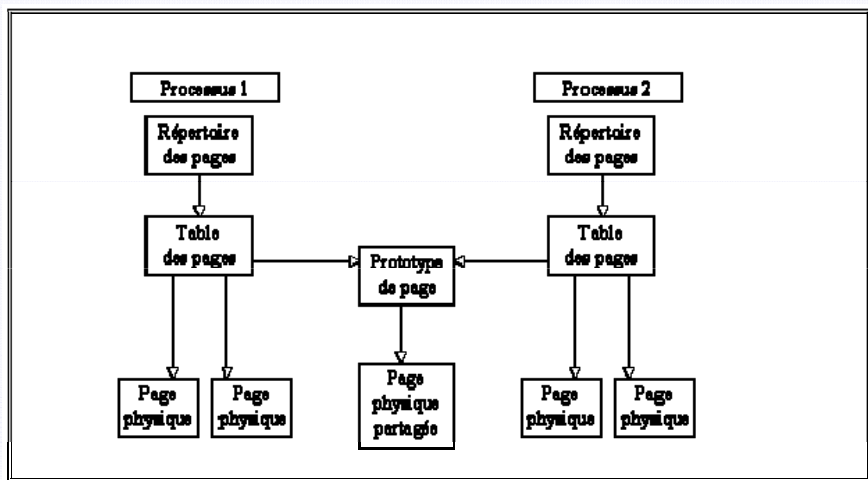 Processus 1
Processus 2
Répertoire
des pages
Répertoire
des pages
Table
des pages
Table
des pages
Prototype
de page
Page
physique
Page
physique
Page
physique
partagée
Page
physique
Page
physique